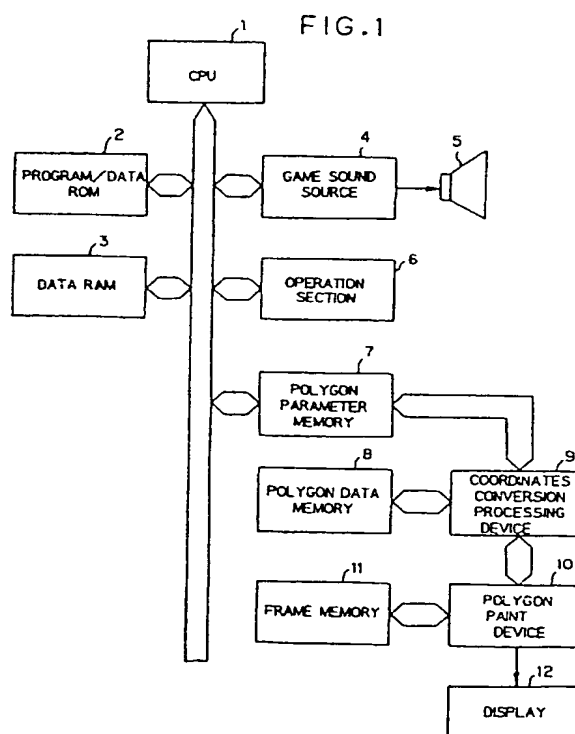 FIG.1
1
CPU
2
PROGRAM/DATA
ROM
4
GAME SOUND
SOURCE
5
3
DATA RAM
6
OPERATION
SECTION
7
POLYGON
PARAMETER
MEMORY
8
POLYGON DATA
MEMORY
9
COORDINATES
CONVERSION
PROCESSING
DEVICE
11
FRAME MEMORY
10
POLYGON
PAINT
DEVICE
12
DISPLAY